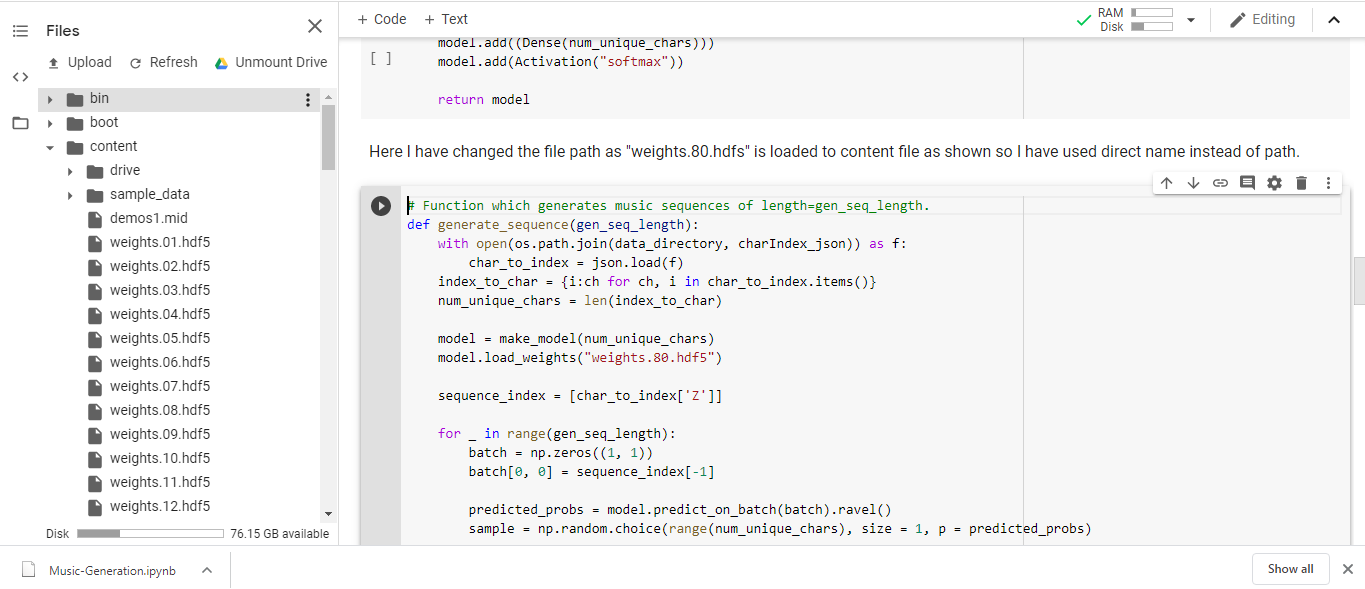 Files
Upload Refresh Unmount Drive
bin
boot
content
drive
sample_data
demos1.mid
weights.01.hdf5
weights.02.hdf5
weights.03.hdf5
weights.04.hdf5
weights.05.hdf5
weights.06.hdf5
weights.07.hdf5
weights.08.hdf5
weights.09.hdf5
weights.10.hdf5
weights.11.hdf5
weights.12.hdf5
Disk 76.15 GB available
+ Code + Text
RAM
Disk
Editing
model.add((Dense(num_unique_chars)))
[ ] model.add(Activation("softmax"))
return model
Here I have changed the file path as "weights.80.hdfs" is loaded to content file as shown so I have used direct name instead of path.
# Function which generates music sequences of length=gen_seq_length.
def generate_sequence(gen_seq_length):
with open(os.path.join(data_directory, charIndex_json)) as f:
char_to_index = json.load(f)
index_to_char = {i:ch for ch, i in char_to_index.items()}
num_unique_chars = len(index_to_char)
model = make_model(num_unique_chars)
model.load_weights("weights.80.hdf5")
sequence_index = [char_to_index['Z']]
for _ in range(gen_seq_length):
batch = np.zeros((1, 1))
batch[0, 0] = sequence_index[-1]
predicted_probs = model.predict_on_batch(batch).ravel()
sample = np.random.choice(range(num_unique_chars), size = 1, p = predicted_probs)
Music-Generation.ipynb
Show all